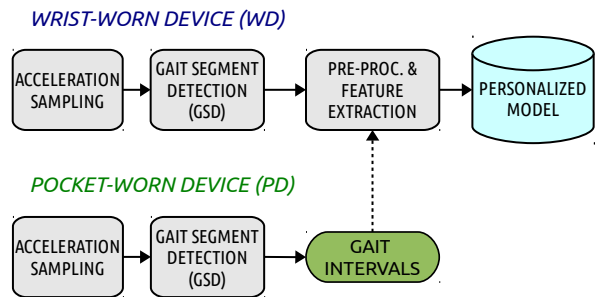 WRIST-WORN DEVICE (WD)
ACCELERATION
SAMPLING
GAIT SEGMENT
DETECTION
(GSD)
PRE-PROC. &
FEATURE
EXTRACTION
PERSONALIZED
MODEL
POCKET-WORN DEVICE (PD)
ACCELERATION
SAMPLING
GAIT SEGMENT
DETECTION
(GSD)
GAIT
INTERVALS